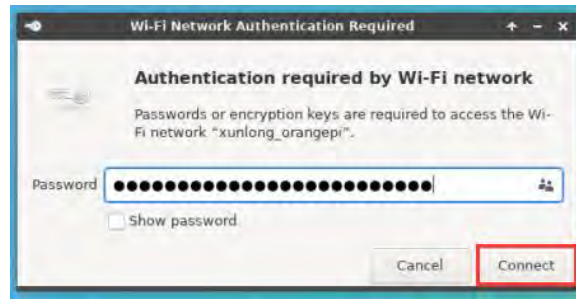 Wi-Fi Network Authentication Required
Authentication required by Wi-Fi network
Passwords or encryption keys are required to access the Wi-
Fi network "xunlong_orangepi".
Password ●●●●●●●●●●●●●●●●●●●●●●●●●
Show password
Cancel Connect